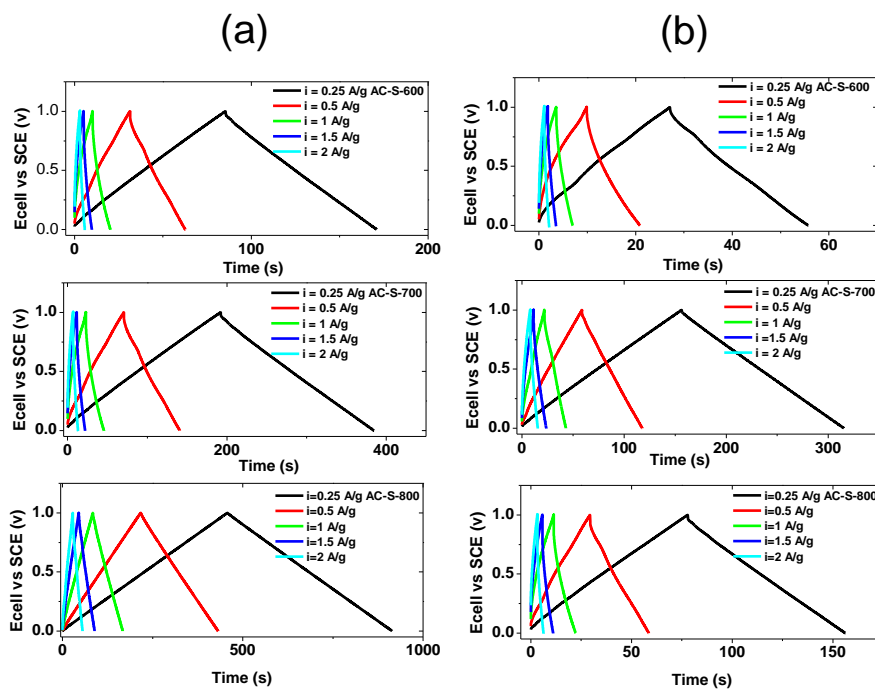 (a)
(b)
i = 0.25 A/g AC-S-600
i = 0.5 A/g
i = 1 A/g
i = 1.5 A/g
i = 2 A/g
1.0
0.5
0.0
Ecell vs SCE (v)
0
100
200
Time (s)
i = 0.25 A/g AC-S-600
i = 0.5 A/g
i = 1 A/g
i = 1.5 A/g
i = 2 A/g
1.0
0.5
0.0
Ecell vs SCE (v)
0
20
40
60
Time (s)
i = 0.25 A/g AC-S-700
i = 0.5 A/g
i = 1 A/g
i = 1.5 A/g
i = 2 A/g
1.0
0.5
0.0
Ecell vs SCE (v)
0
200
400
Time (s)
i = 0.25 A/g AC-S-700
i = 0.5 A/g
i = 1 A/g
i =1.5 A/g
i = 2 A/g
1.0
0.5
0.0
Ecell vs SCE (v)
0
100
200
300
Time (s)
i=0.25 A/g AC-S-800
i=0.5 A/g
i=1 A/g
i=1.5 A/g
i=2 A/g
1.0
0.5
0.0
Ecell vs SCE (v)
0
500
1000
Time (s)
i=0.25 A/g AC-S-800
i=0.5 A/g
i=1 A/g
i=1.5 A/g
i=2 A/g
1.0
0.5
0.0
Ecell vs SCE (v)
0
50
100
150
Time (s)